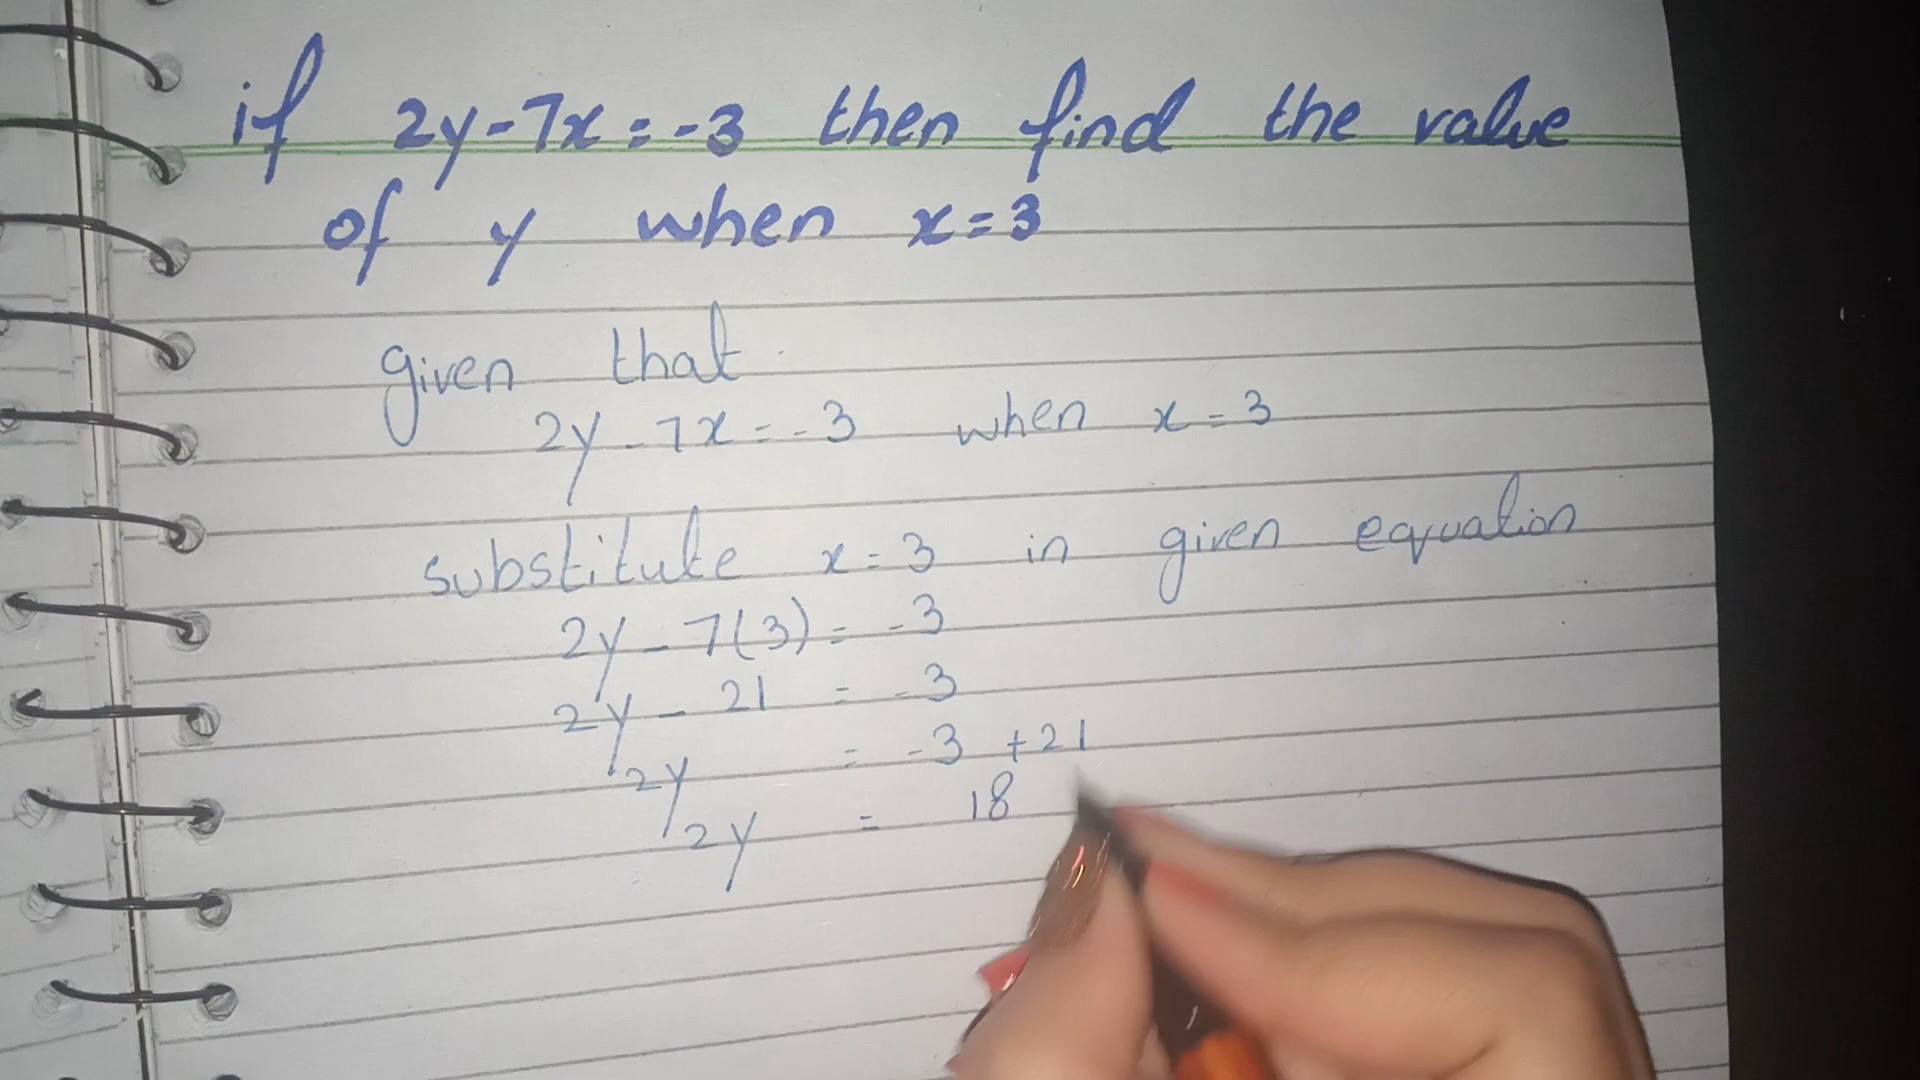 if 2y-7x=-3 then find the value
of y when x=3
given that
2y-7x=-3 when x=3
substitute x=3 in given equation
2y-7(3)=-3
2y-21=-3
2y=-3+21
2y=18